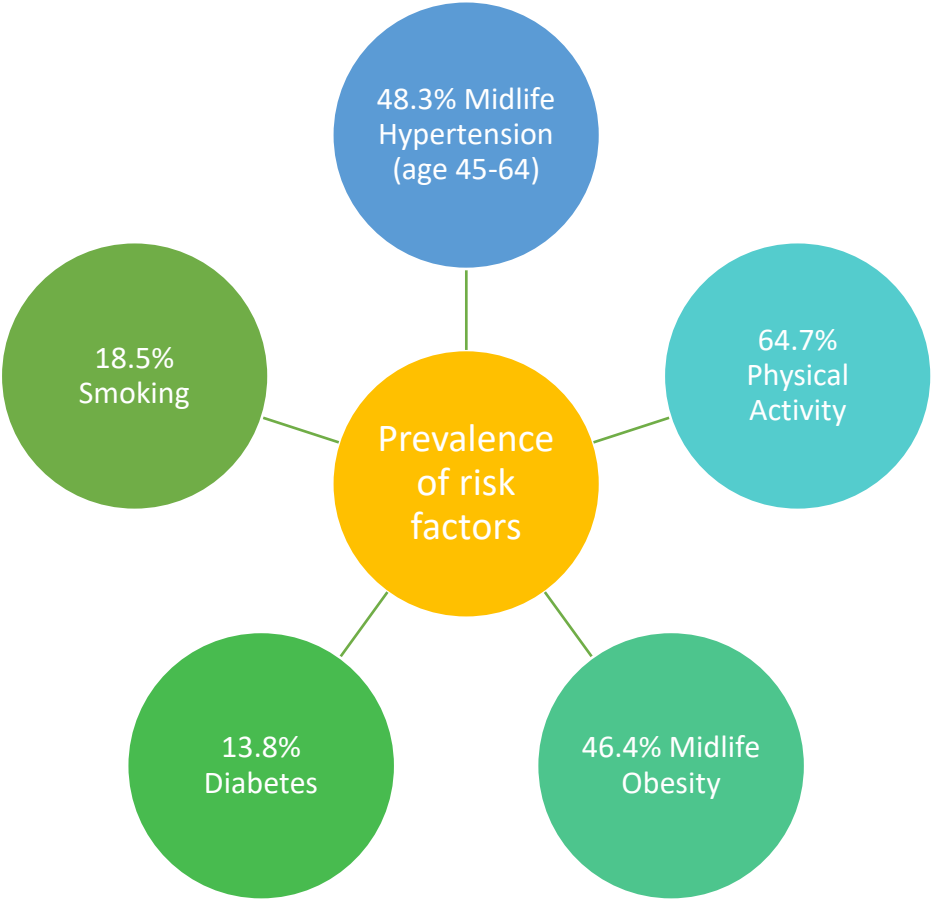 48.3% Midlife
Hypertension
(age 45-64)
64.7%
Physical
Activity
46.4% Midlife
Obesity
13.8%
Diabetes
18.5%
Smoking
Prevalence
of risk
factors